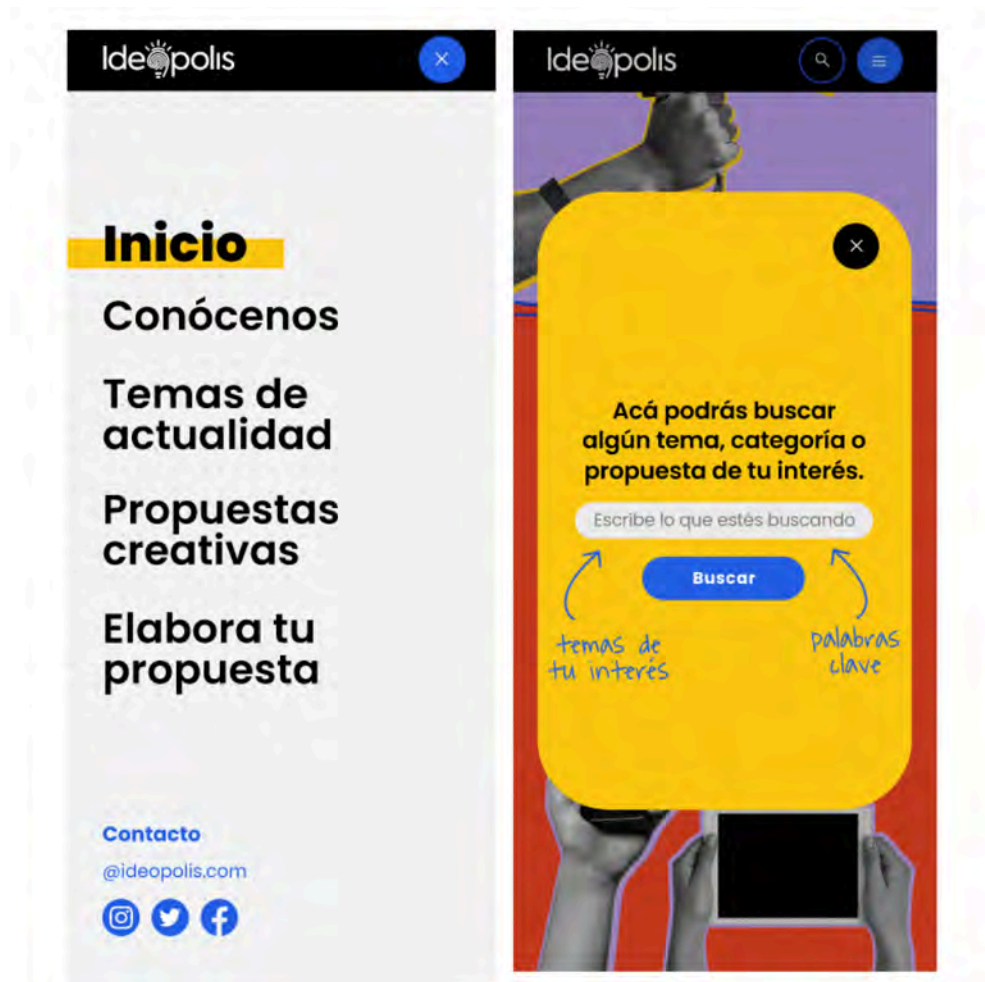 Ideopolis
Inicio
Conócenos
Temas de
actualidad
Propuestas
creativas
Elabora tu
propuesta
Contacto
@ideopolis.com
Ideopolis
Acá podrás buscar
algún tema, categoría o
propuesta de tu interés.
Escribe lo que estés buscando
Buscar
temas de
tu interés
palabras
clave